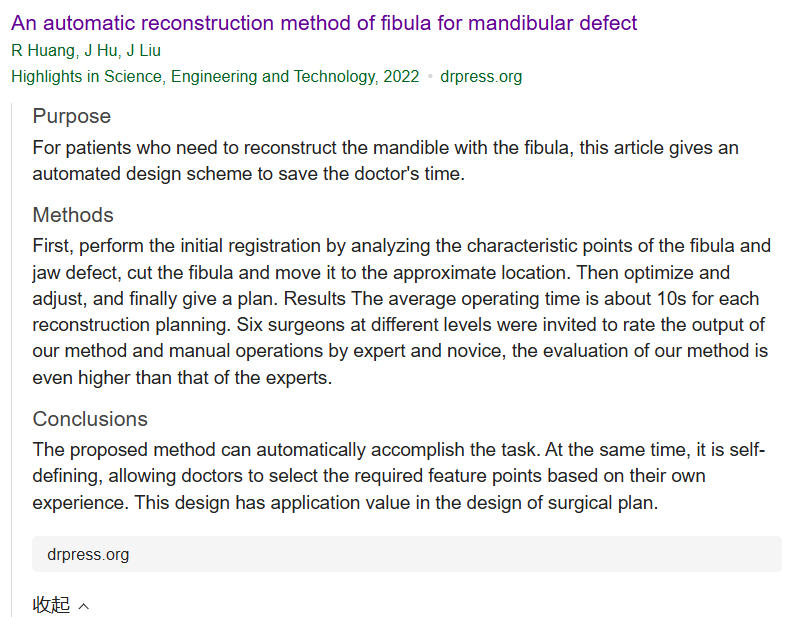 An automatic reconstruction method of fibula for mandibular defect
R Huang, J Hu, J Liu
Highlights in Science, Engineering and Technology, 2022 • drpress.org
Purpose
For patients who need to reconstruct the mandible with the fibula, this article gives an
automated design scheme to save the doctor's time.
Methods
First, perform the initial registration by analyzing the characteristic points of the fibula and
jaw defect, cut the fibula and move it to the approximate location. Then optimize and
adjust, and finally give a plan. Results The average operating time is about 10s for each
reconstruction planning. Six surgeons at different levels were invited to rate the output of
our method and manual operations by expert and novice, the evaluation of our method is
even higher than that of the experts.
Conclusions
The proposed method can automatically accomplish the task. At the same time, it is self-
defining, allowing doctors to select the required feature points based on their own
experience. This design has application value in the design of surgical plan.
drpress.org
收起